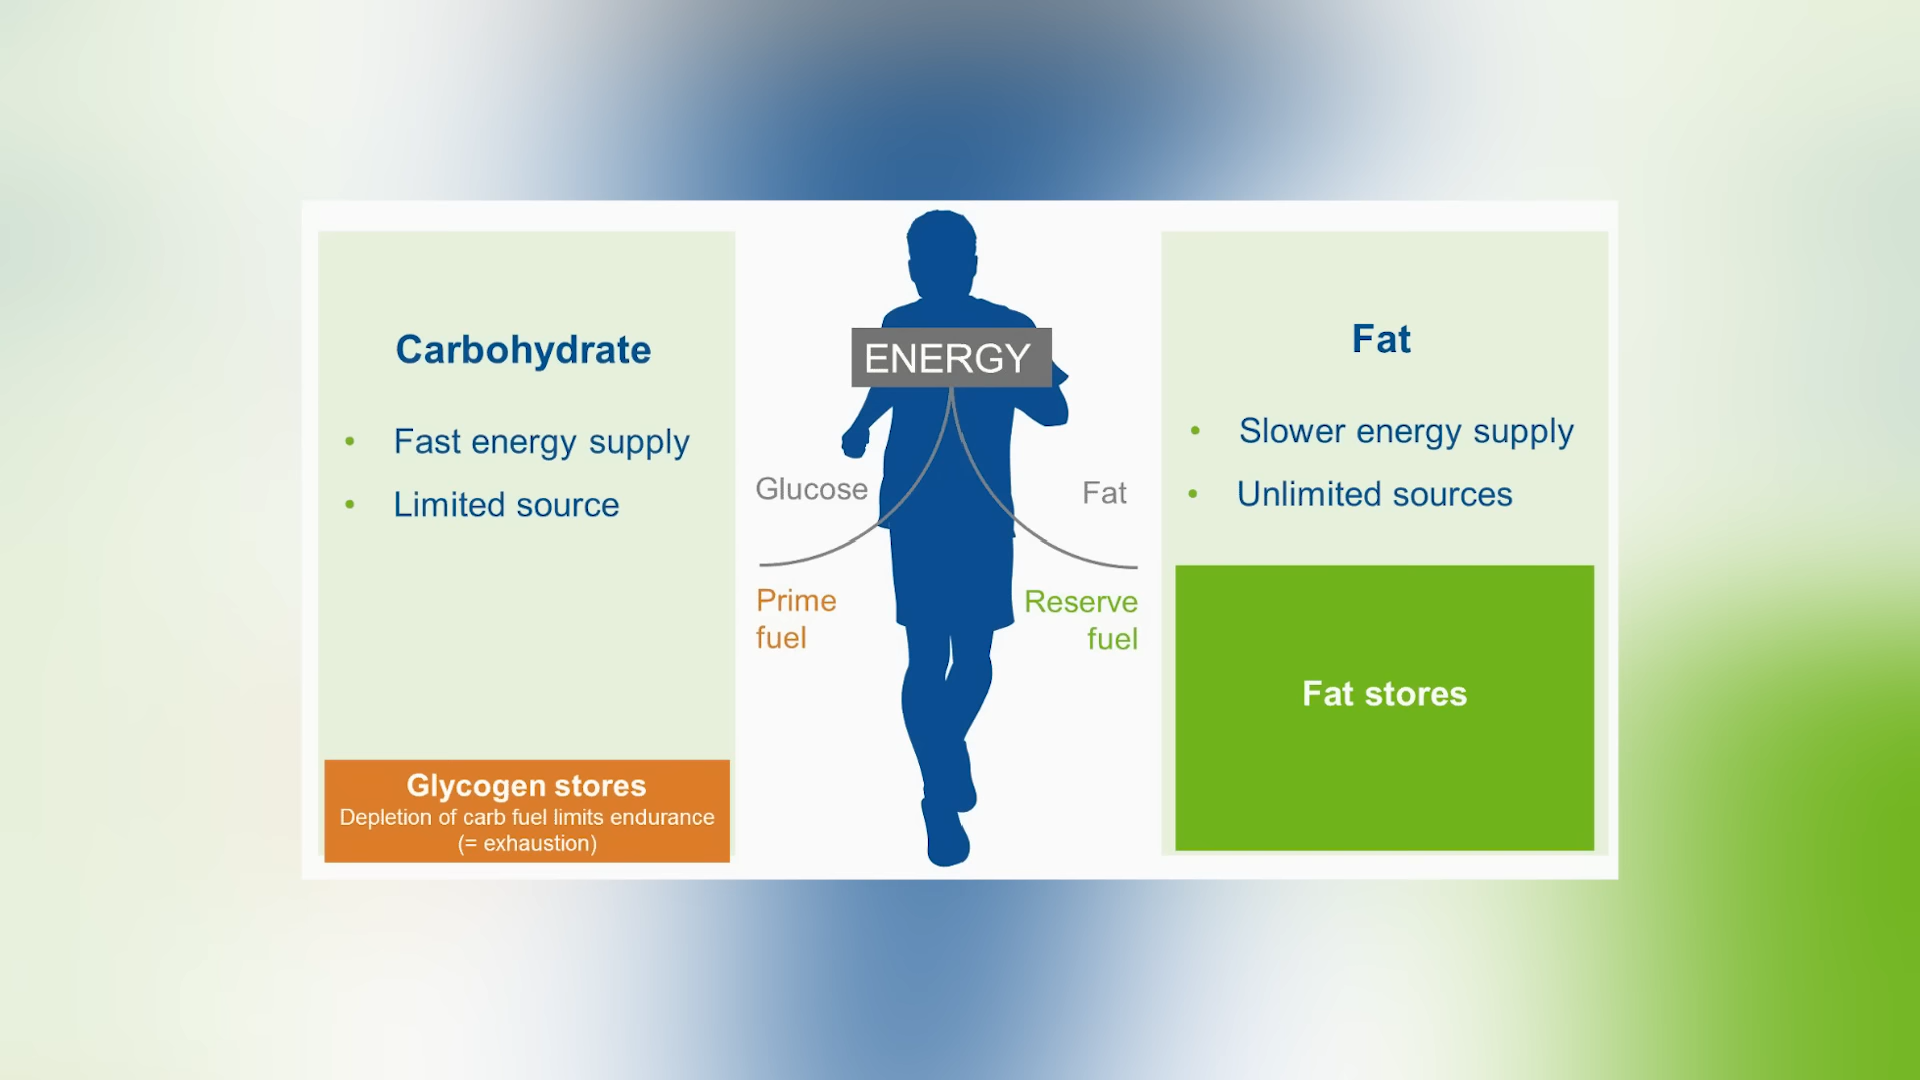 Carbohydrate
• Fast energy supply
• Limited source
Glycogen stores
Depletion of carb fuel limits endurance
(= exhaustion)
ENERGY
Glucose
Prime
fuel
Fat
Reserve
fuel
Fat
• Slower energy supply
• Unlimited sources
Fat stores